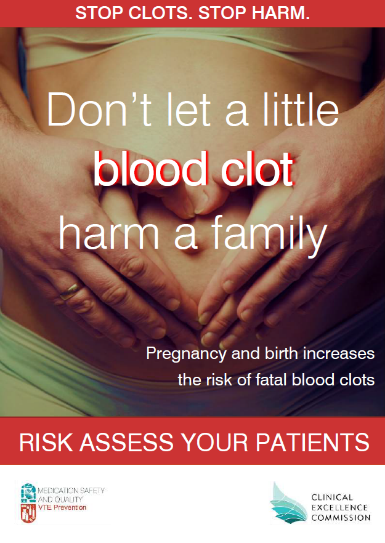 STOP CLOTS. STOP HARM.
Don't let a little
blood clot
harm a family
Pregnancy and birth increases
the risk of fatal blood clots
RISK ASSESS YOUR PATIENTS
MEDICATION SAFETY
AND QUALITY
VTE Prevention
CLINICAL
EXCELLENCE
COMMISSION